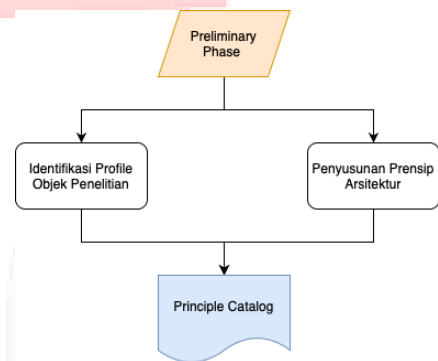 Preliminary
Phase
Identifikasi Profile
Objek Penelitian
Penyusunan Prensip
Arsitektur
Principle Catalog